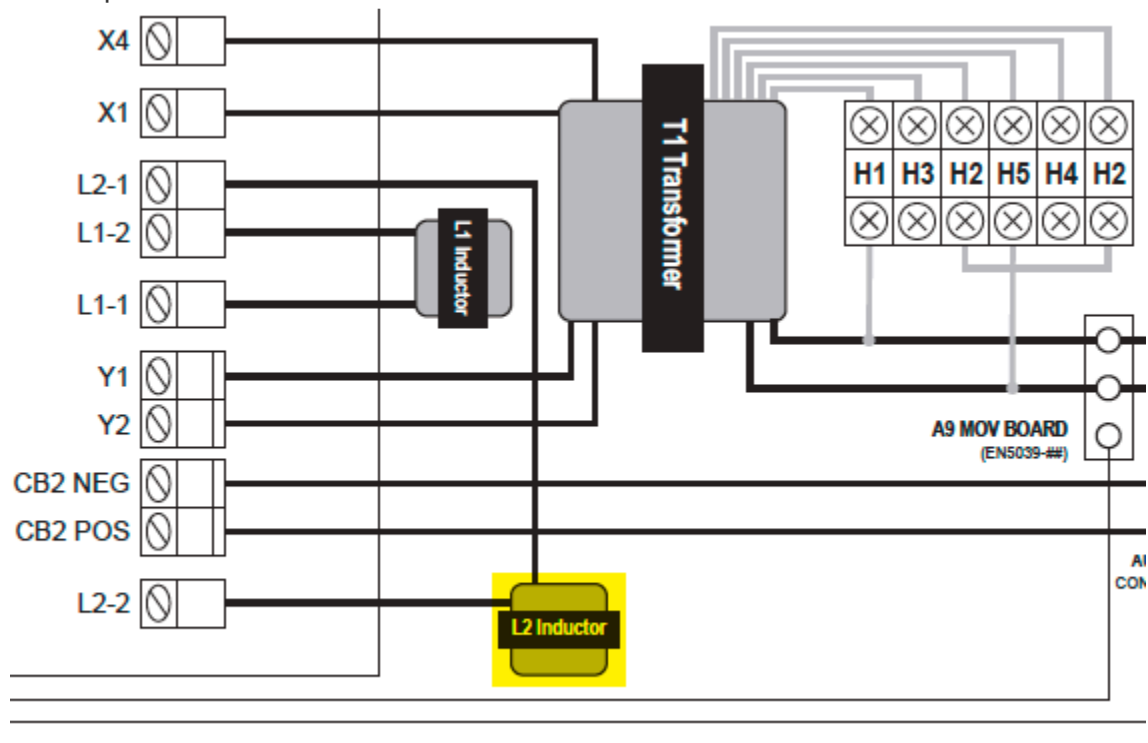 X4
X1
L2-1
L1-2
L1-1
Y1
Y2
CB2 NEG
CB2 POS
L2-2
L1 Inductor
T1 Transformer
L2 Inductor
H1 H3 H2 H5 H4 H2
A9 MOV BOARD
(EN5039-##)
CON